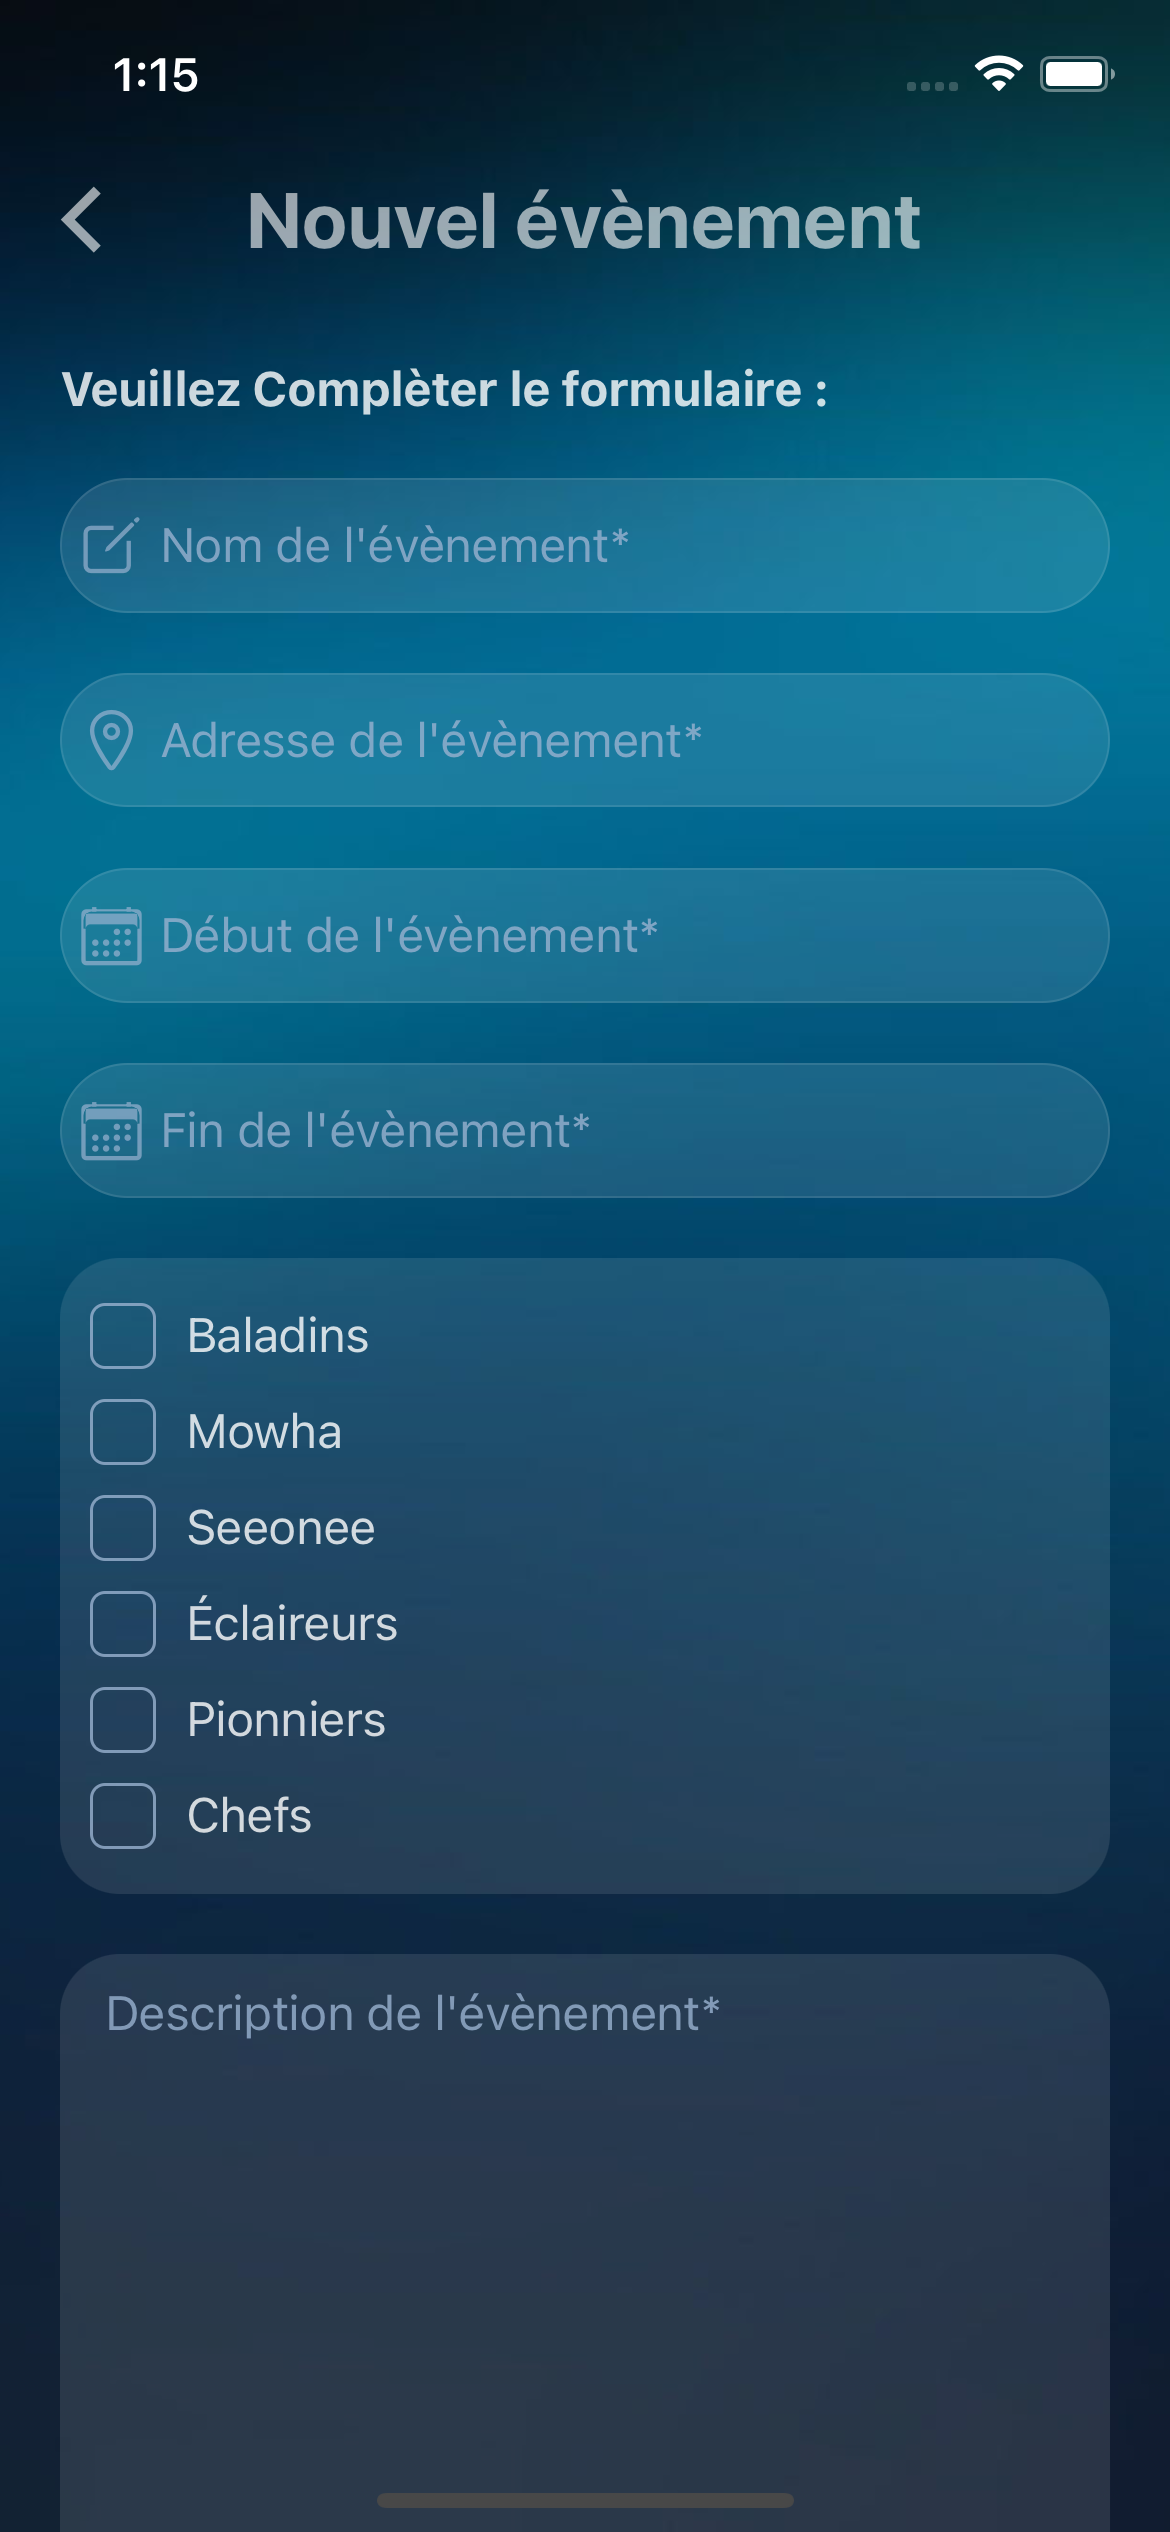 1:15
Nouvel évènement
Veuillez Complèter le formulaire :
Nom de l'évènement*
Adresse de l'évènement*
Début de l'évènement*
Fin de l'évènement*
Baladins
Mowha
Seeonee
Éclaireurs
Pionniers
Chefs
Description de l'évènement*